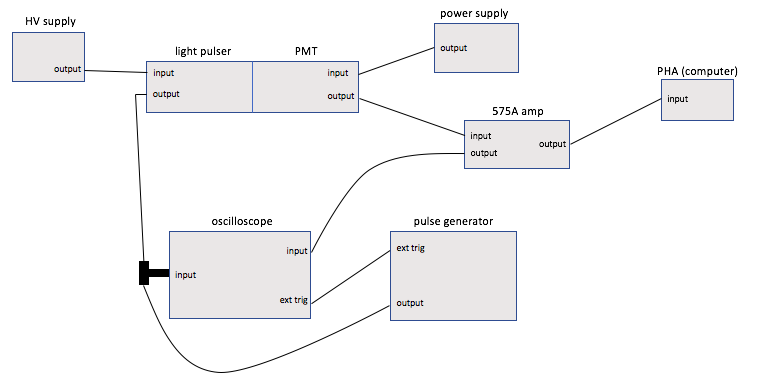 HV supply
output
light pulser
PMT
input
output
input
output
power supply
output
575A amp
input
output
output
PHA (computer)
input
oscilloscope
input
input
ext trig
pulse generator
ext trig
output